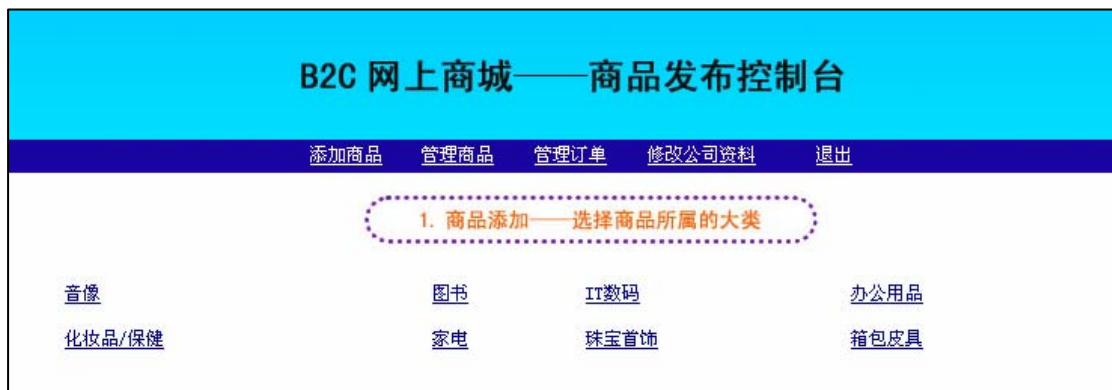 B2C 网上商城——商品发布控制台
添加商品 管理商品 管理订单 修改公司资料 退出
1. 商品添加——选择商品所属的大类
音像 图书 IT数码 办公用品
化妆品/保健 家电 珠宝首饰 箱包皮具